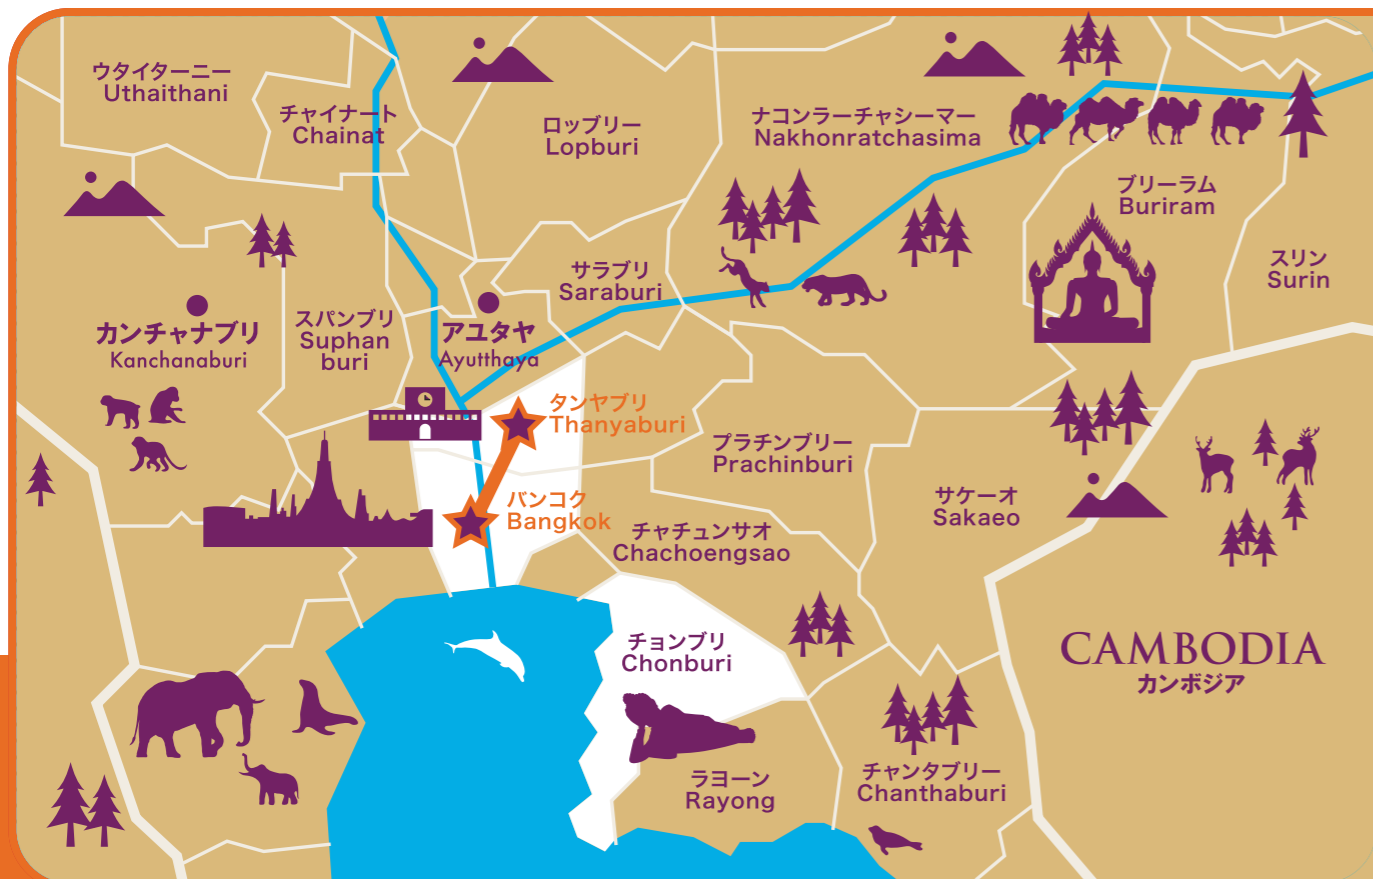 ウタイターニー
Uthaithani
チャイナート
Chainat
ロッブリー
Lopburi
ナコンラーチャシーマー
Nakhonratchasima
ブリーラム
Buriram
スリン
Surin
サラブリ
Saraburi
カンチャナブリ
Kanchanaburi
スパンブリ
Suphan
buri
アユタヤ
Ayutthaya
タンヤブリ
Thanyaburi
プラチンブリー
Prachinburi
サケーオ
Sakaeo
バンコク
Bangkok
チャチュンサオ
Chachoengsao
チョンブリ
Chonburi
CAMBODIA
カンボジア
ラヨーン
Rayong
チャンタブリー
Chanthaburi